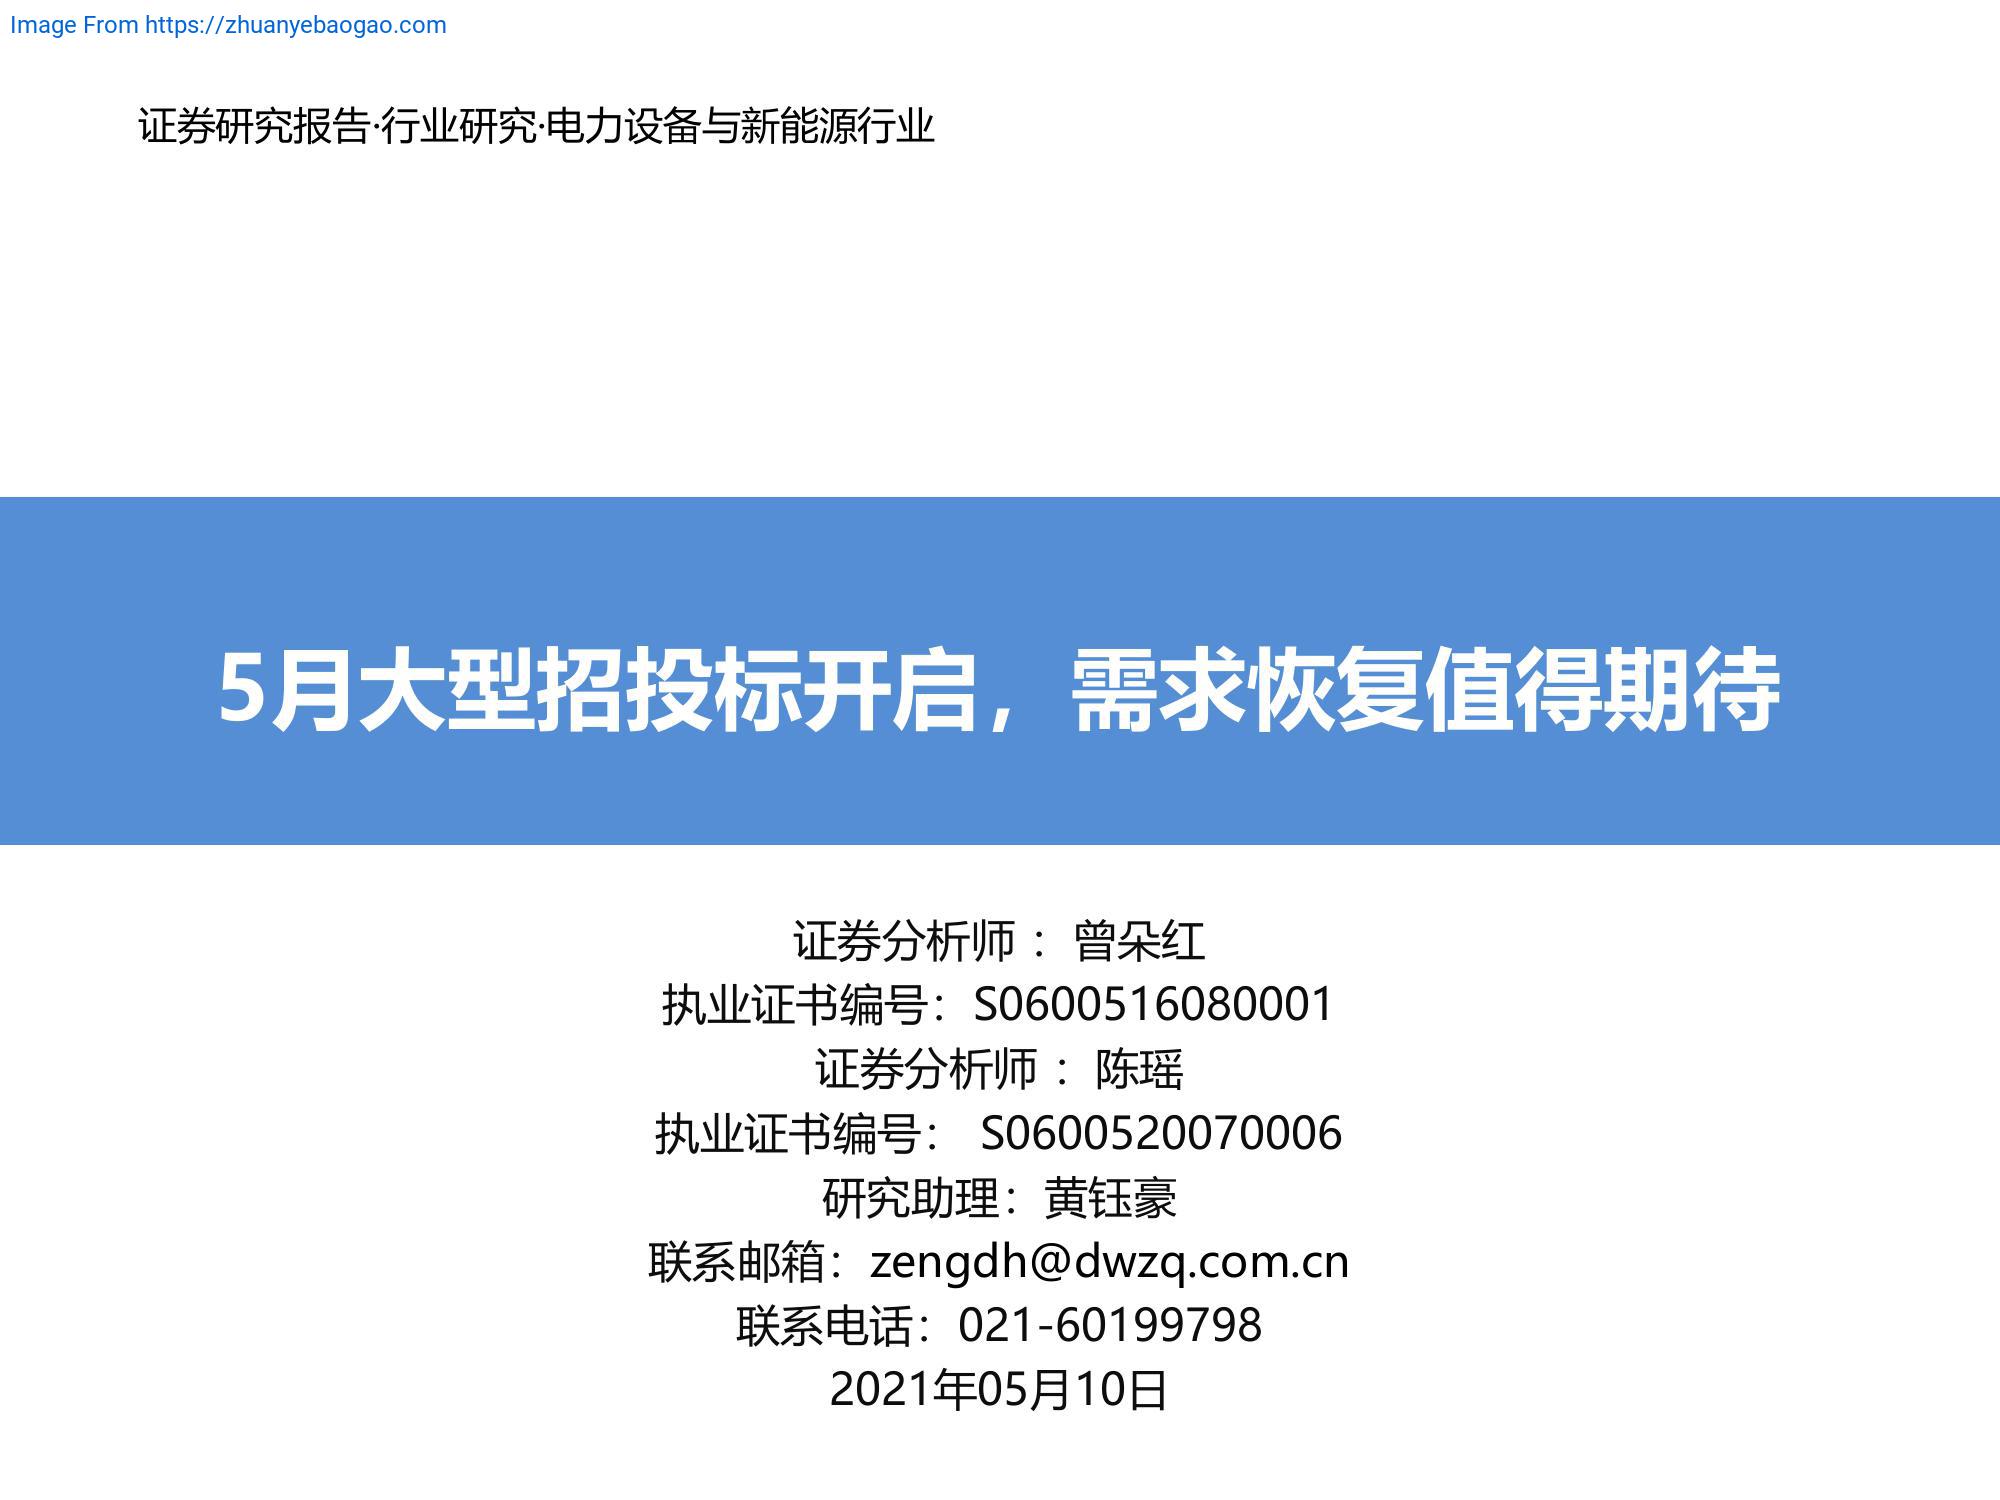 Image From https://zhuanyebaogao.com
证券研究报告·行业研究·电力设备与新能源行业
5月大型招投标开启，需求恢复值得期待
证券分析师 ：曾朵红
执业证书编号：S0600516080001
证券分析师 ：陈瑶
执业证书编号： S0600520070006
研究助理：黄钰豪
联系邮箱：zengdh@dwzq.com.cn
联系电话：021-60199798
2021年05月10日